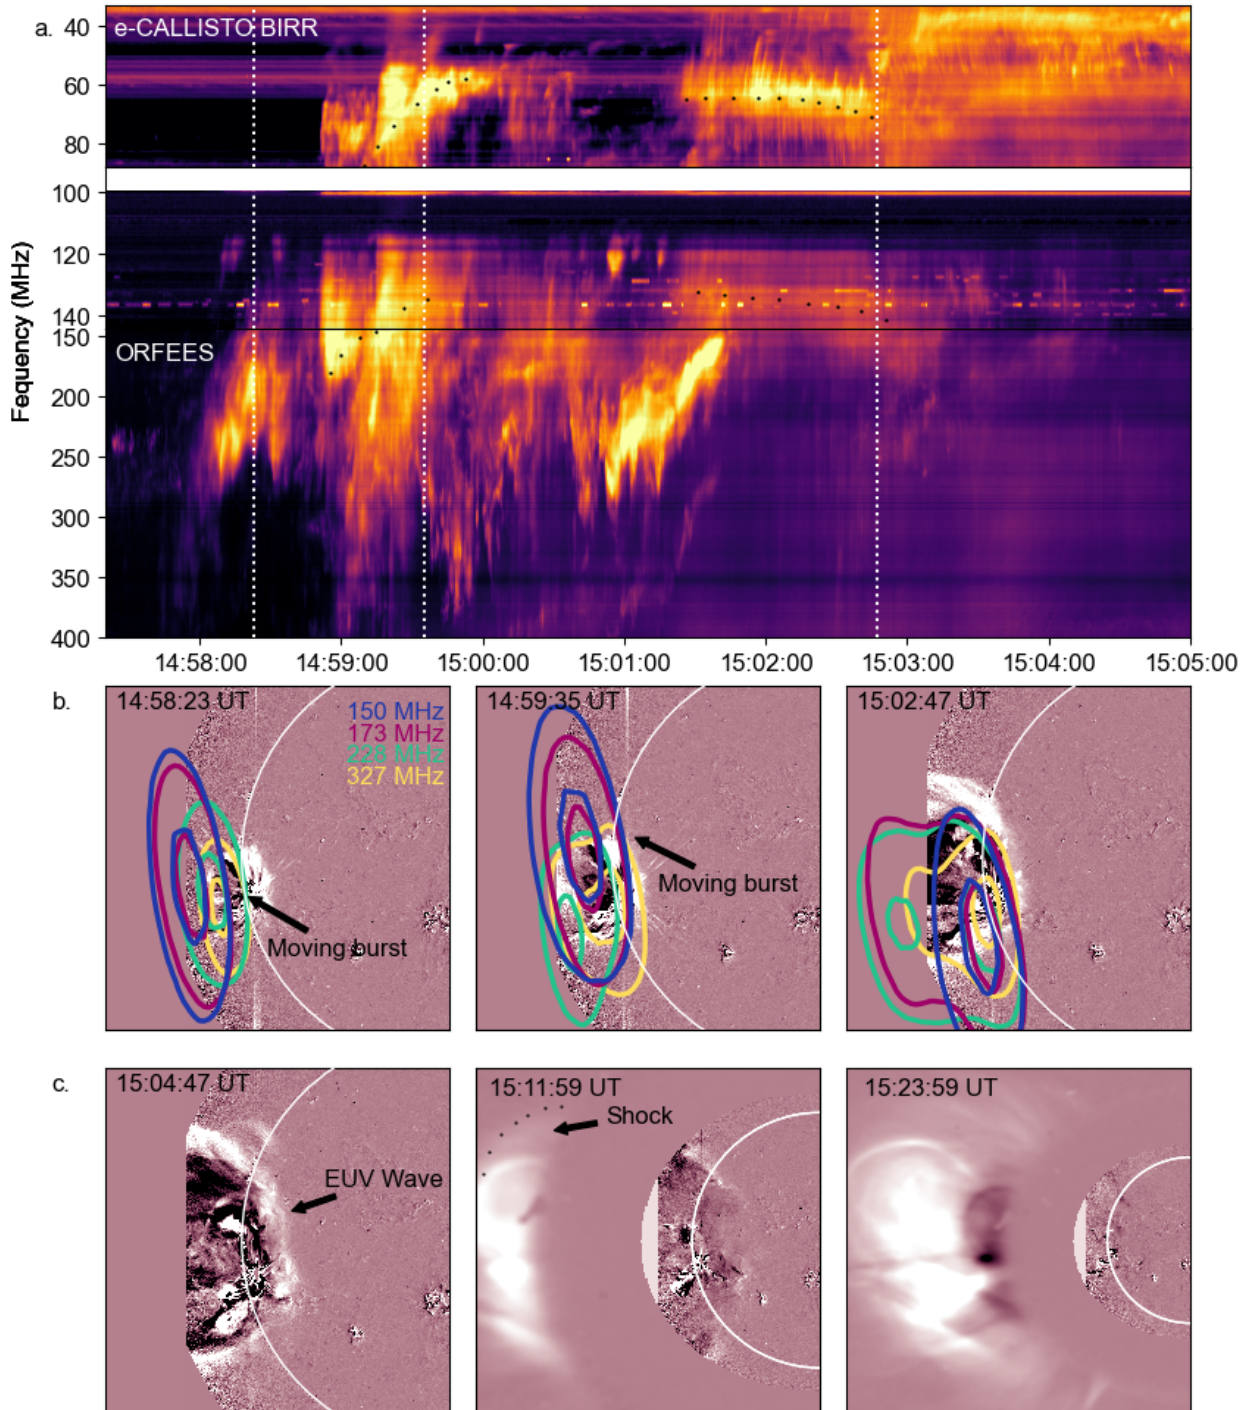 a.
e-CALLISTO BIRR
40
60
80
100
120
140
150
200
250
300
350
400
Fequency (MHz)
ORFEES
14:58:00 14:59:00 15:00:00 15:01:00 15:02:00 15:03:00 15:04:00 15:05:00
b.
14:58:23 UT
150 MHz
173 MHz
228 MHz
327 MHz
Moving burst
14:59:35 UT
Moving burst
15:02:47 UT
c.
15:04:47 UT
EUV Wave
15:11:59 UT
Shock
15:23:59 UT